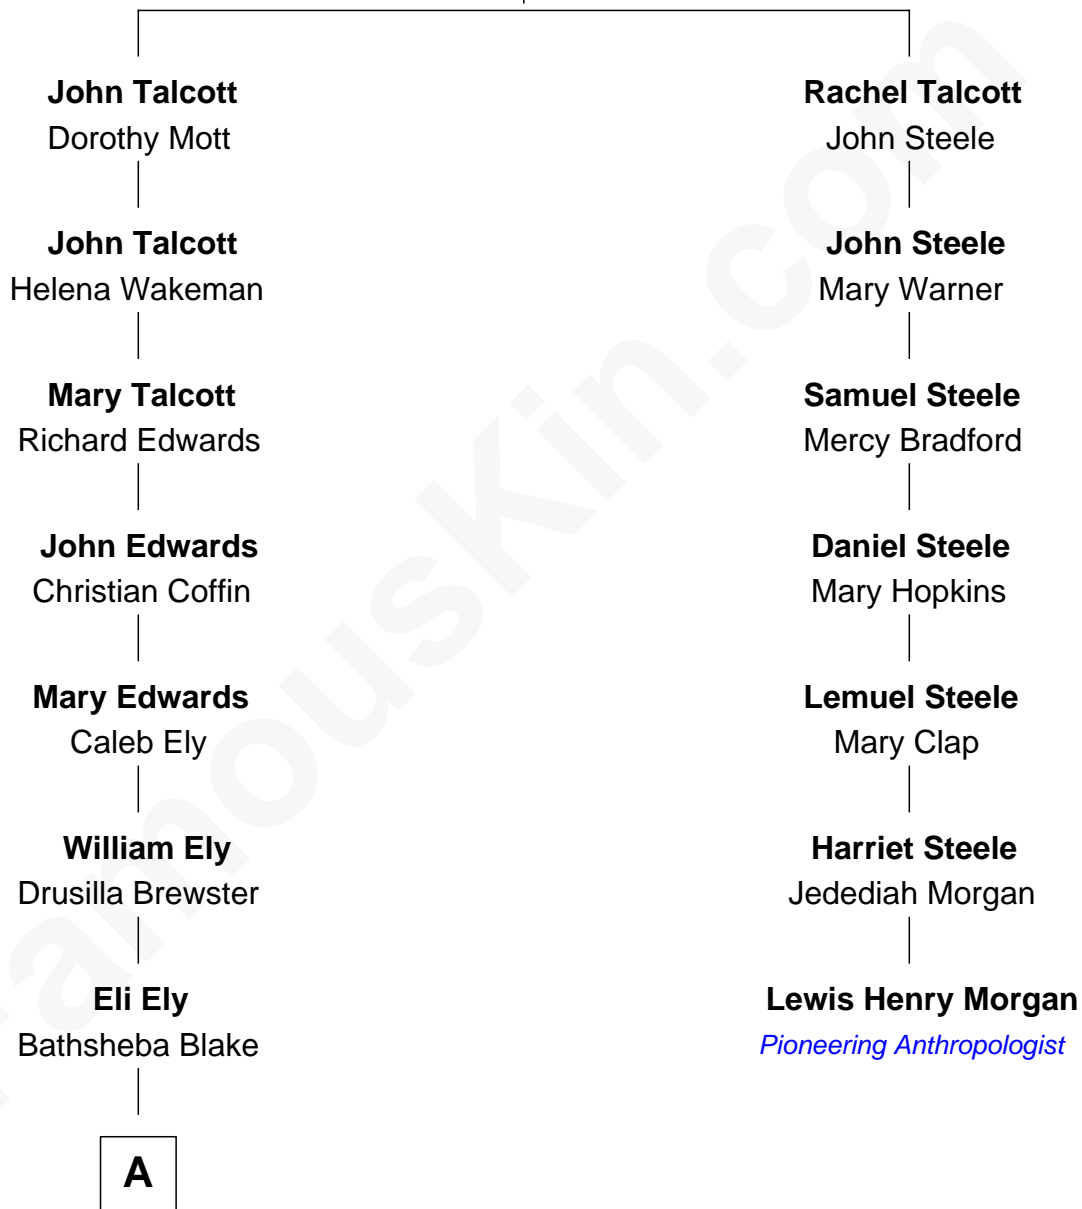 John Talcott
Dorothy Mott
John Talcott
Helena Wakeman
Mary Talcott
Richard Edwards
John Edwards
Christian Coffin
Mary Edwards
Caleb Ely
William Ely
Drusilla Brewster
Eli Ely
Bathsheba Blake
A
Rachel Talcott
John Steele
John Steele
Mary Warner
Samuel Steele
Mercy Bradford
Daniel Steele
Mary Hopkins
Lemuel Steele
Mary Clap
Harriet Steele
Jedediah Morgan
Lewis Henry Morgan
Pioneering Anthropologist
FamousKin.com